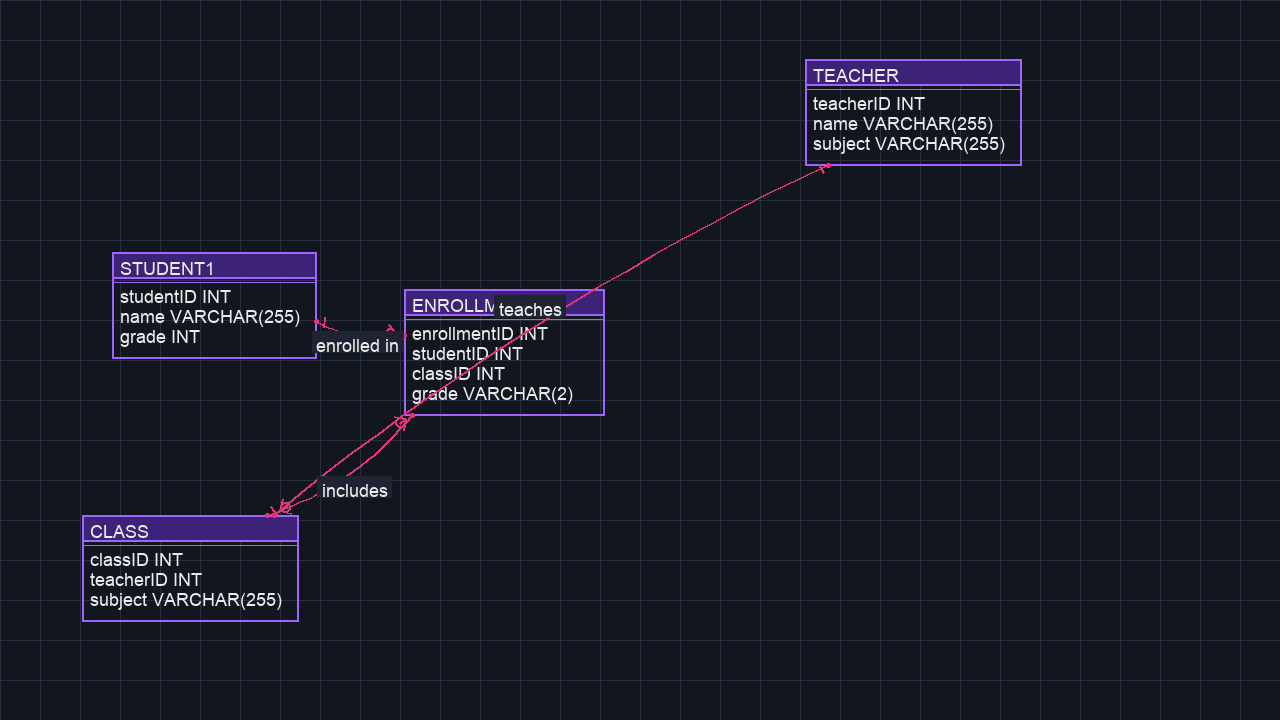 TEACHER
teacherID INT
name VARCHAR(255)
subject VARCHAR(255)
STUDENT1
studentID INT
name VARCHAR(255)
grade INT
enrolled in
teaches
enrollmentID INT
studentID INT
classID INT
grade VARCHAR(2)
includes
CLASS
classID INT
teacherID INT
subject VARCHAR(255)